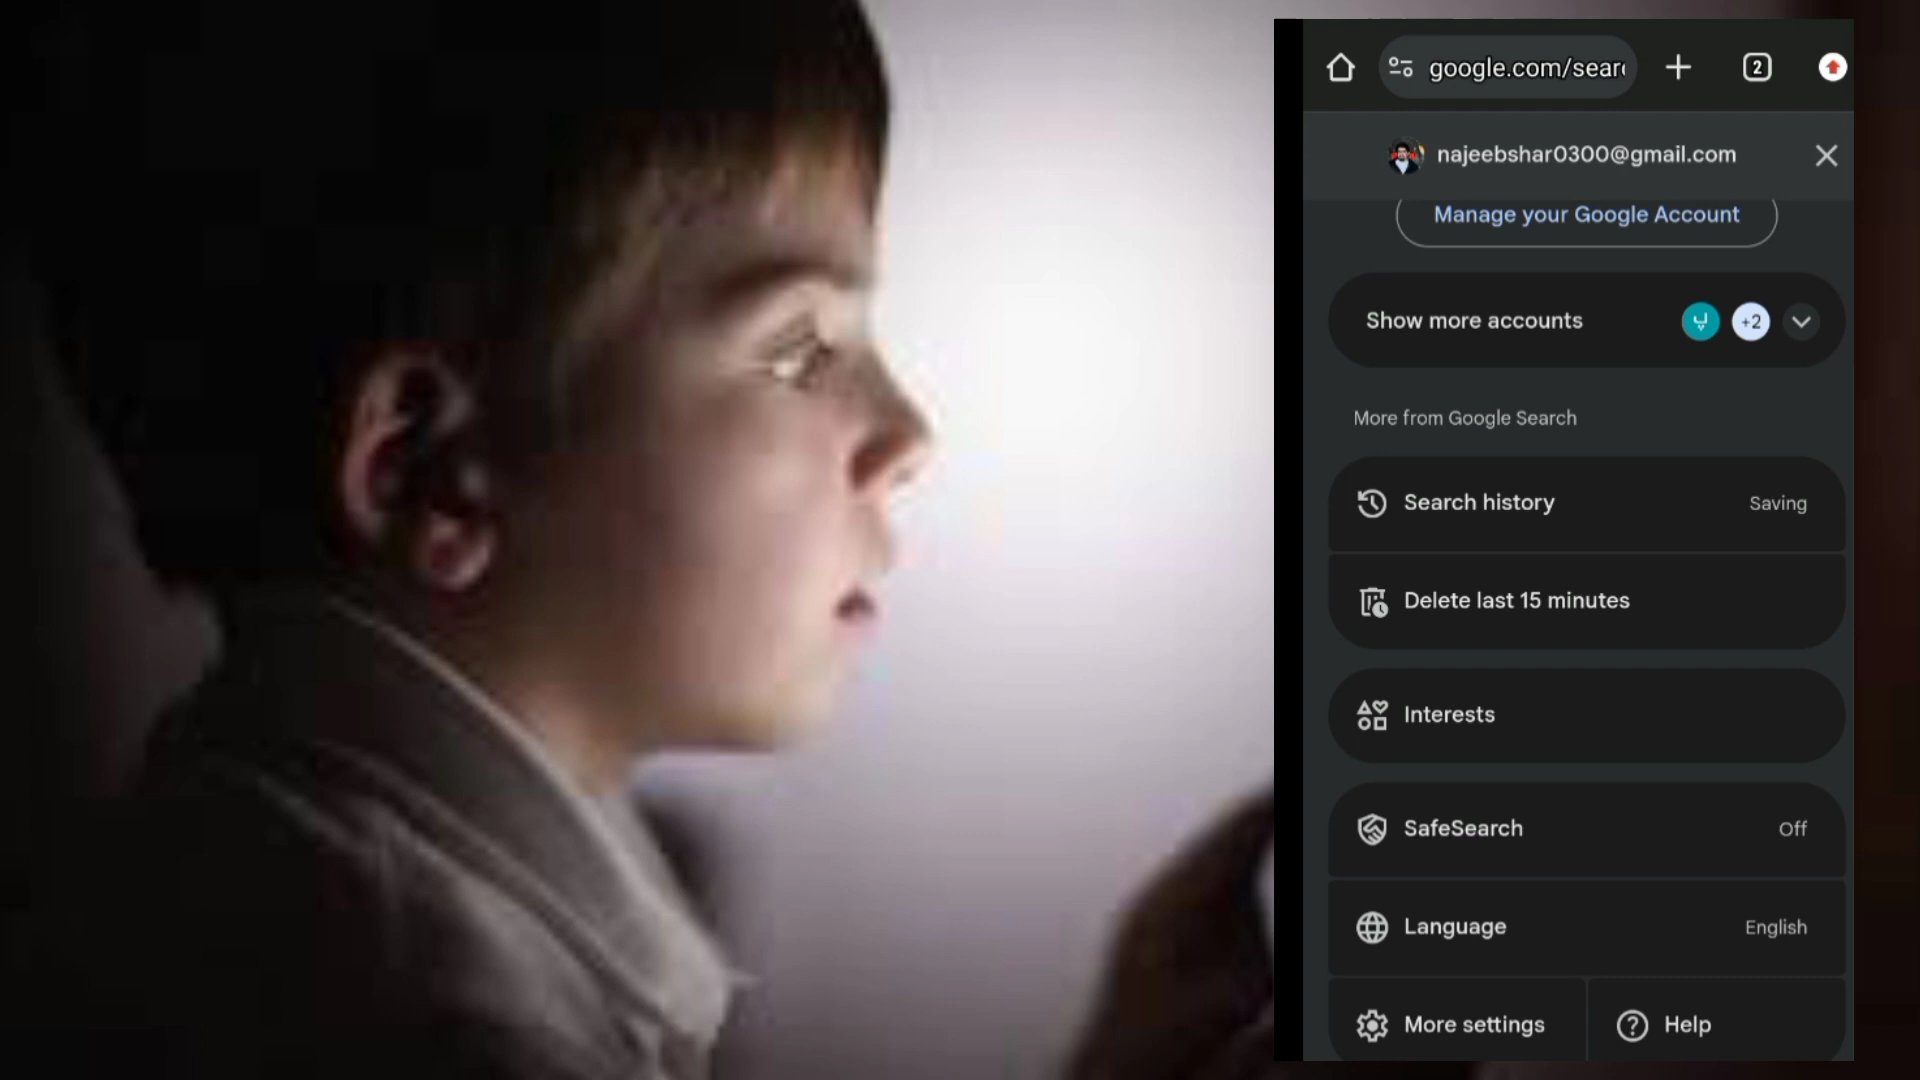 google.com/sear
2
najeebshar0300@gmail.com
Manage your Google Account
Show more accounts
+2
More from Google Search
Search history
Saving
Delete last 15 minutes
Interests
SafeSearch
Off
Language
English
More settings
Help